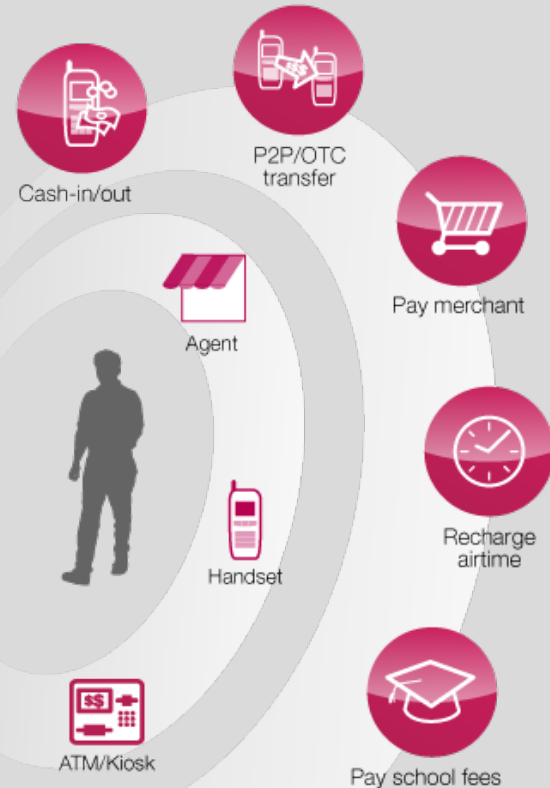 P2P/OTC
transfer
Cash-in/out
Pay merchant
Agent
Recharge
airtime
Handset
$$
ATM/Kiosk
Pay school fees
$$$